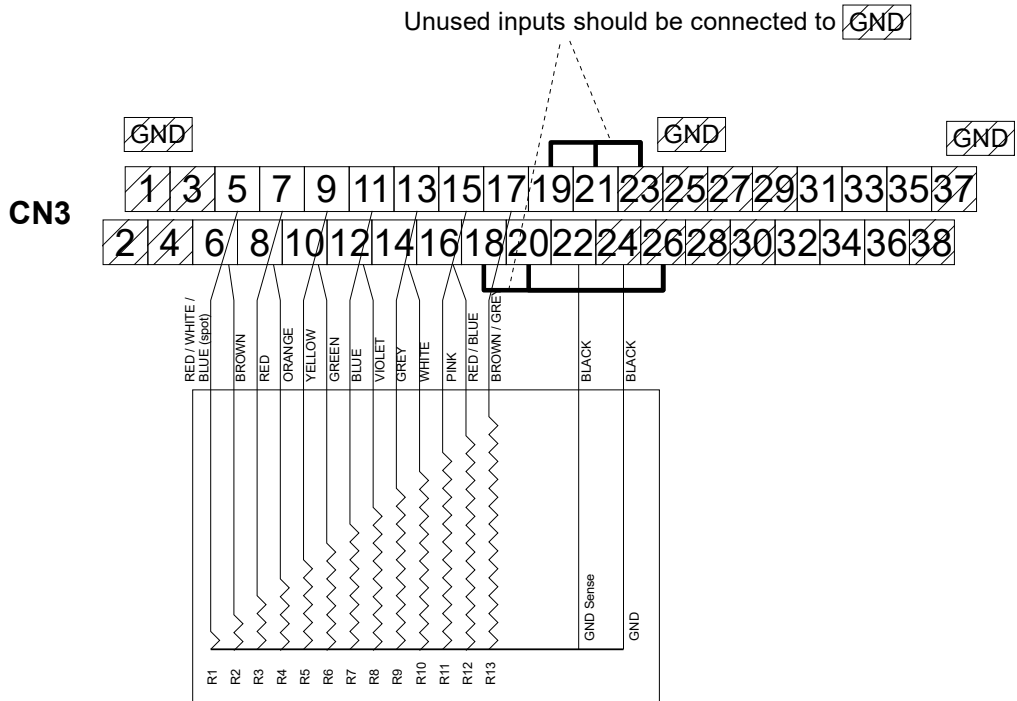 Unused inputs should be connected to GND
GND
GND
GND
1 3 5 7 9 11 13 15 17 19 21 23 25 27 29 31 33 35 37
CN3
2 4 6 8 10 12 14 16 18 20 22 24 26 28 30 32 34 36 38
RED / WHITE /
BLUE (spot)
BROWN
RED
ORANGE
YELLOW
GREEN
BLUE
VIOLET
GREY
WHITE
PINK
RED / BLUE
BROWN / GREY
BLACK
BLACK
GND Sense
GND
R1
R2
R3
R4
R5
R6
R7
R8
R9
R10
R11
R12
R13